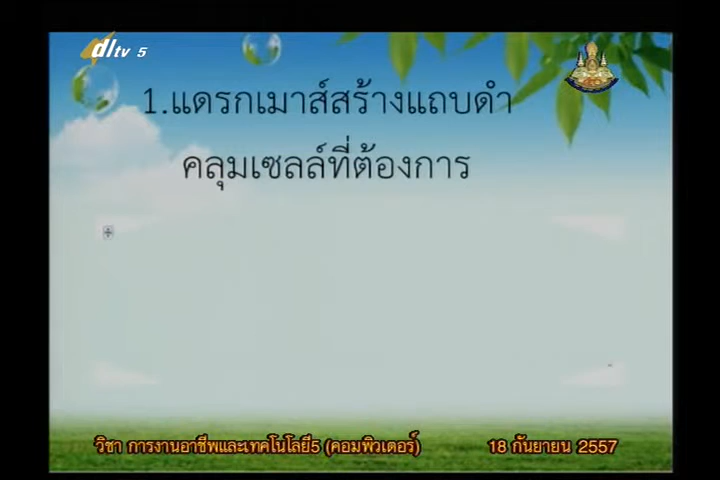 dltv 5
1.แดรกเมาส์สร้างแถบดำ
คลุมเซลล์ที่ต้องการ
วิชา การงานอาชีพและเทคโนโลยี5 (คอมพิวเตอร์)
18 กันยายน 2557